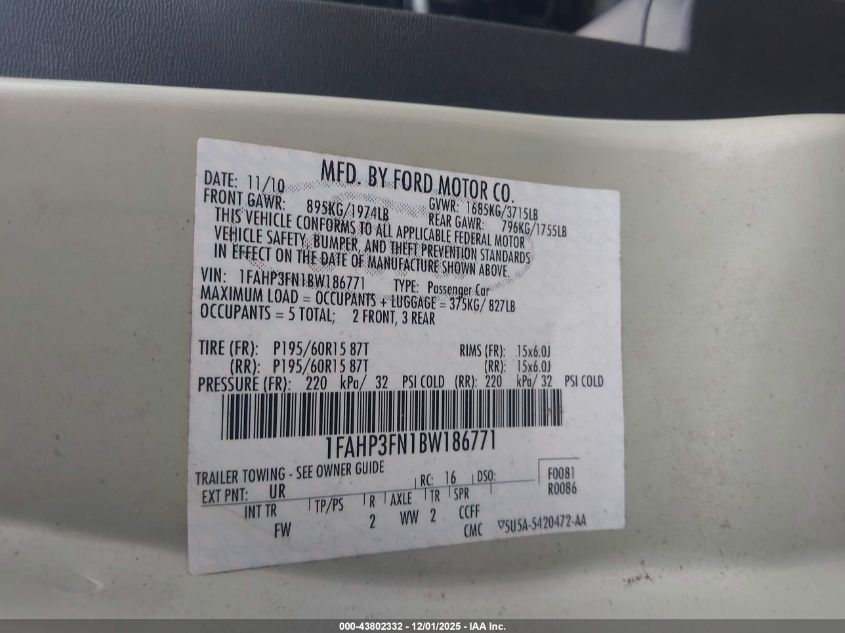 MFD. BY FORD MOTOR CO.
DATE: 11/10 GVWR: 1685KG/3715LB
FRONT GAWR: 895KG/1974LB REAR GAWR: 796KG/1755LB
THIS VEHICLE CONFORMS TO ALL APPLICABLE FEDERAL MOTOR
VEHICLE SAFETY, BUMPER, AND THEFT PREVENTION STANDARDS
IN EFFECT ON THE DATE OF MANUFACTURE SHOWN ABOVE.
VIN: 1FAHP3FN1BW186771 TYPE: Passenger Car
MAXIMUM LOAD = OCCUPANTS + LUGGAGE = 375KG/ 827LB
OCCUPANTS = 5 TOTAL; 2 FRONT, 3 REAR
TIRE (FR): P195/60R15 87T RIMS (FR): 15x6.0J
(RR): P195/60R15 87T (RR): 15x6.0J
PRESSURE (FR): 220 kPa/ 32 PSI COLD (RR): 220 kPa/ 32 PSI COLD
1FAHP3FN1BW186771
TRAILER TOWING - SEE OWNER GUIDE
EXT PNT: UR RC: 16 DSO: F0081
R0086
INT TR TP/PS R AXLE TR SPR
FW 2 WW 2 CCFF
CMC ▽5U5A-5420472-AA
000-43802332 - 12/01/2025 - IAA Inc.